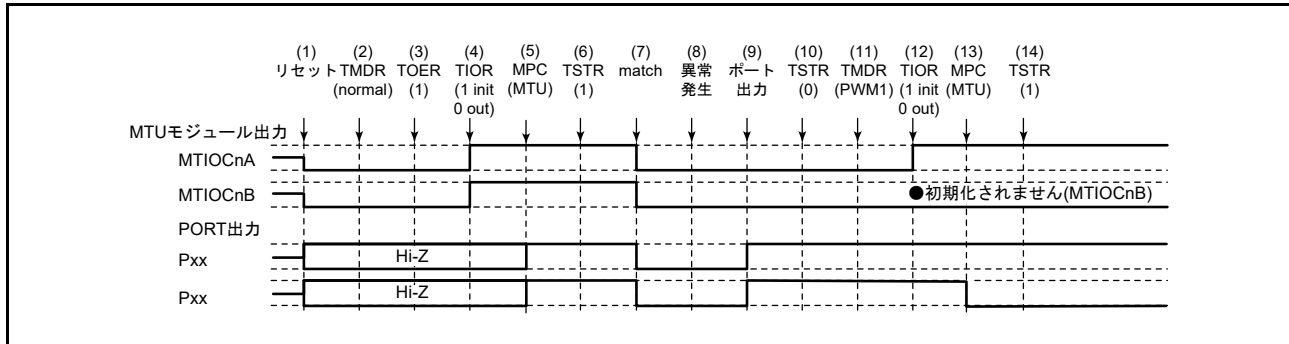 (1) (2) (3) (4) (5) (6) (7) (8) (9) (10) (11) (12) (13) (14)
リセット TMDR TOER TIOR MPC TSTR match 異常 ポート TSTR TMDR TIOR MPC TSTR
(normal) (1) (1 init (MTU) (1) 発生 出力 (0) (PWM1) (1 init (MTU) (1)
0 out) 0 out)
MTUモジュール出力
MTIOCnA
MTIOCnB ●初期化されません(MTIOCnB)
PORT出力
Pxx Hi-Z
Pxx Hi-Z